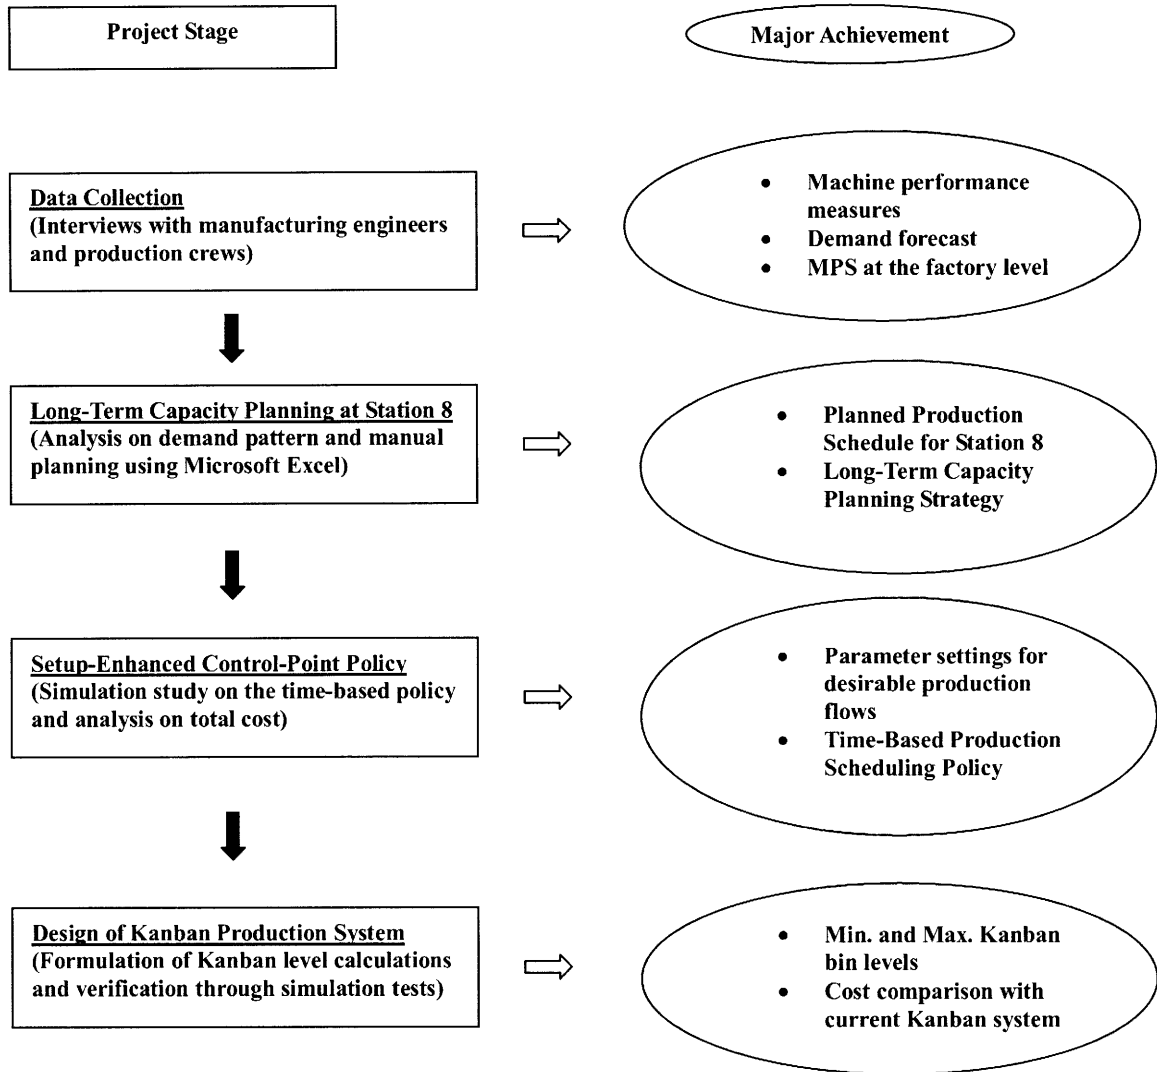 Project Stage
Major Achievement
Data Collection
(Interviews with manufacturing engineers
and production crews)
• Machine performance
measures
• Demand forecast
• MPS at the factory level
Long-Term Capacity Planning at Station 8
(Analysis on demand pattern and manual
planning using Microsoft Excel)
• Planned Production
Schedule for Station 8
• Long-Term Capacity
Planning Strategy
Setup-Enhanced Control-Point Policy
(Simulation study on the time-based policy
and analysis on total cost)
• Parameter settings for
desirable production
flows
• Time-Based Production
Scheduling Policy
Design of Kanban Production System
(Formulation of Kanban level calculations
and verification through simulation tests)
• Min. and Max. Kanban
bin levels
• Cost comparison with
current Kanban system